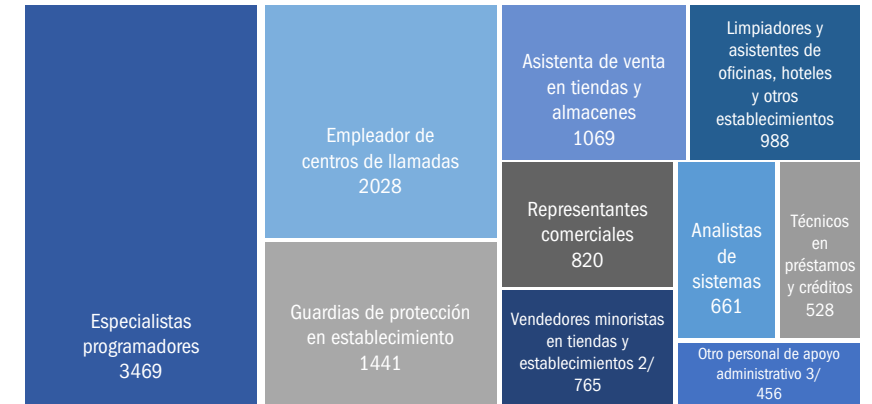 Especialistas
programadores
3469
Empleador de
centros de llamadas
2028
Guardias de protección
en establecimiento
1441
Asistenta de venta
en tiendas y
almacenes
1069
Limpiadores y
asistentes de
oficinas, hoteles
y otros
establecimientos
988
Representantes
comerciales
820
Vendedores minoristas
en tiendas y
establecimientos 2/
765
Analistas
de
sistemas
661
Técnicos
en
préstamos
y créditos
528
Otro personal de apoyo
administrativo 3/
456